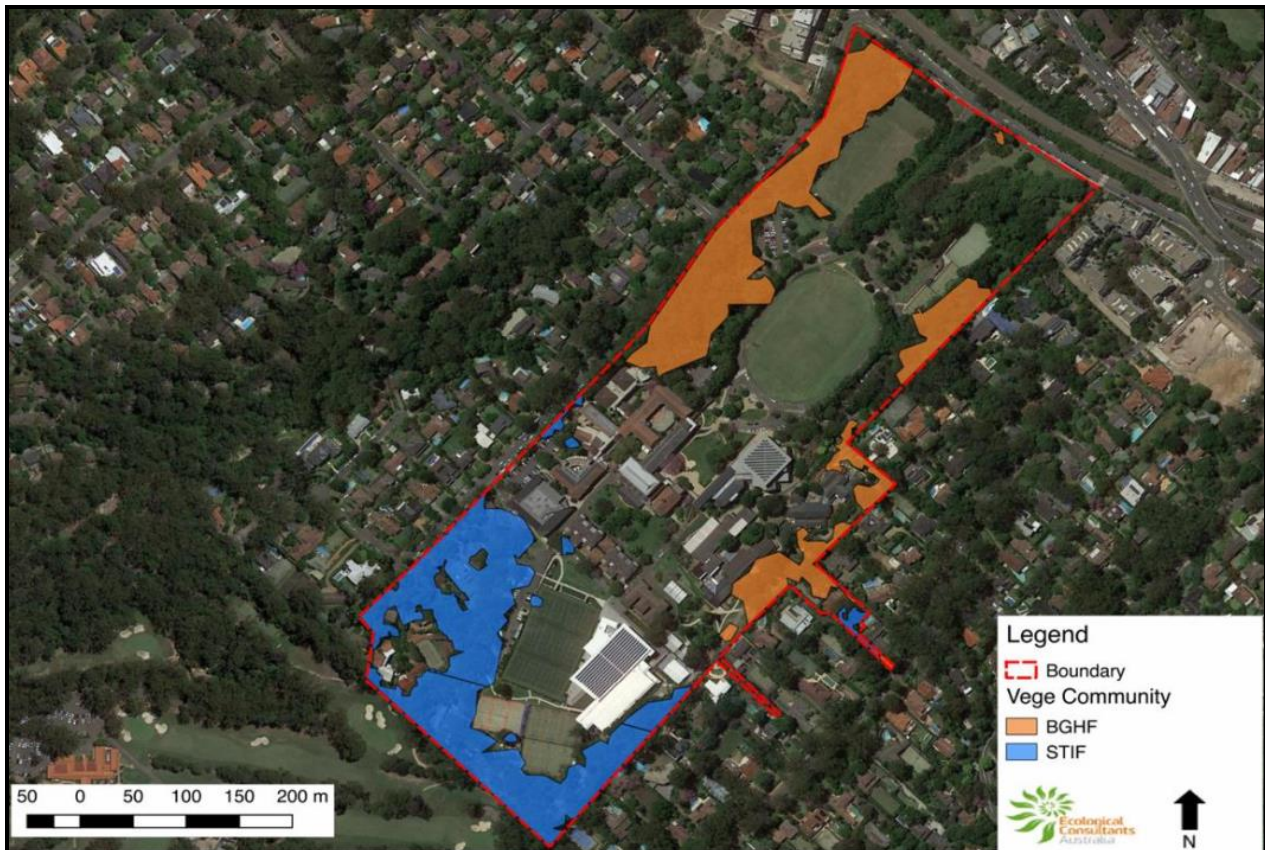 Legend
Boundary
Vege Community
BGHF
STIF
50 0 50 100 150 200 m
Ecological
Consultants
Australia
N